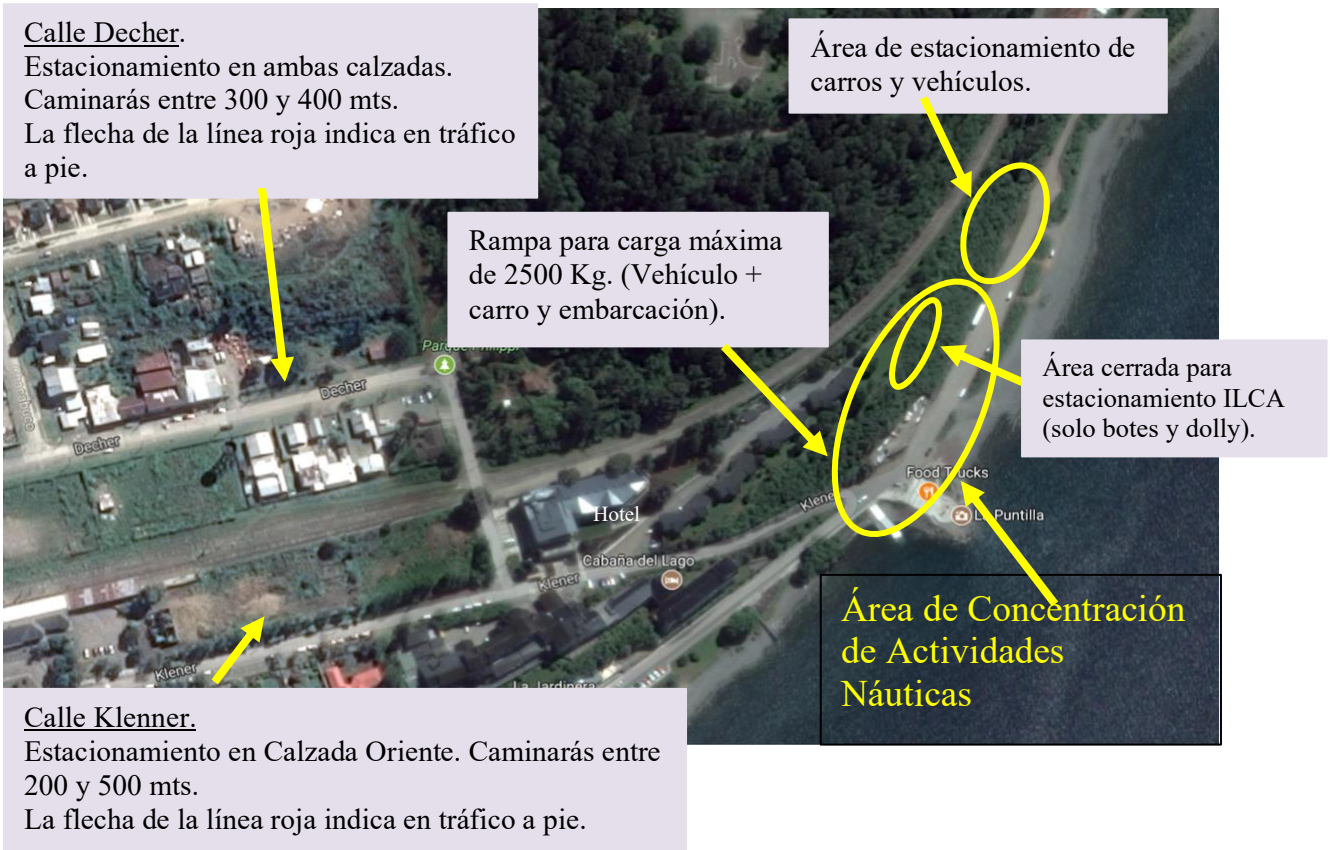 Calle Decher.
Estacionamiento en ambas calzadas.
Caminarás entre 300 y 400 mts.
La flecha de la línea roja indica en tráfico
a pie.
Área de estacionamiento de
carros y vehículos.
Rampa para carga máxima
de 2500 Kg. (Vehículo +
carro y embarcación).
Área cerrada para
estacionamiento ILCA
(solo botes y dolly).
Parque Philippi
Decher
Decher
Food Trucks
La Puntilla
Klener
Hotel
Cabaña del Lago
Klener
Klener
La Jardinera
Área de Concentración
de Actividades
Náuticas
Calle Klenner.
Estacionamiento en Calzada Oriente. Caminarás entre
200 y 500 mts.
La flecha de la línea roja indica en tráfico a pie.